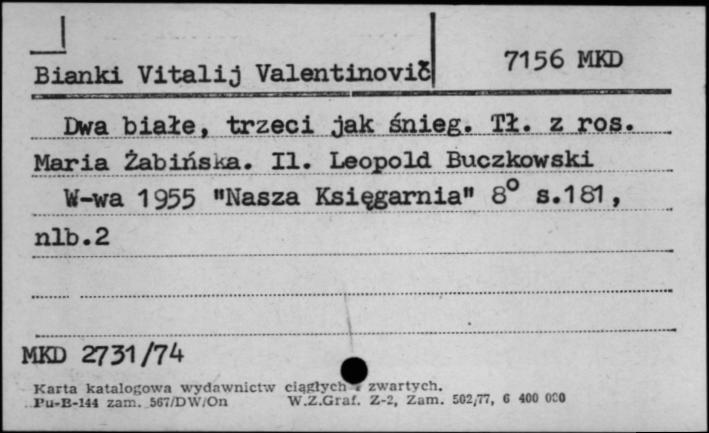 Bianki Vitalij Valentinovič 7156 MKD
Dwa białe, trzeci jak śnieg. Tł. z ros.
Maria Żabińska. Il. Leopold Buczkowski
W-wa 1955 "Nasza Księgarnia" 8° s.181,
nlb.2
MKD 2731/74
Karta katalogowa wydawnictw ciągłych i zwartych.
Pu-B-144 zam. 567/DW/On W.Z.Graf. Z-2, Zam. 502/77, 6 400 000